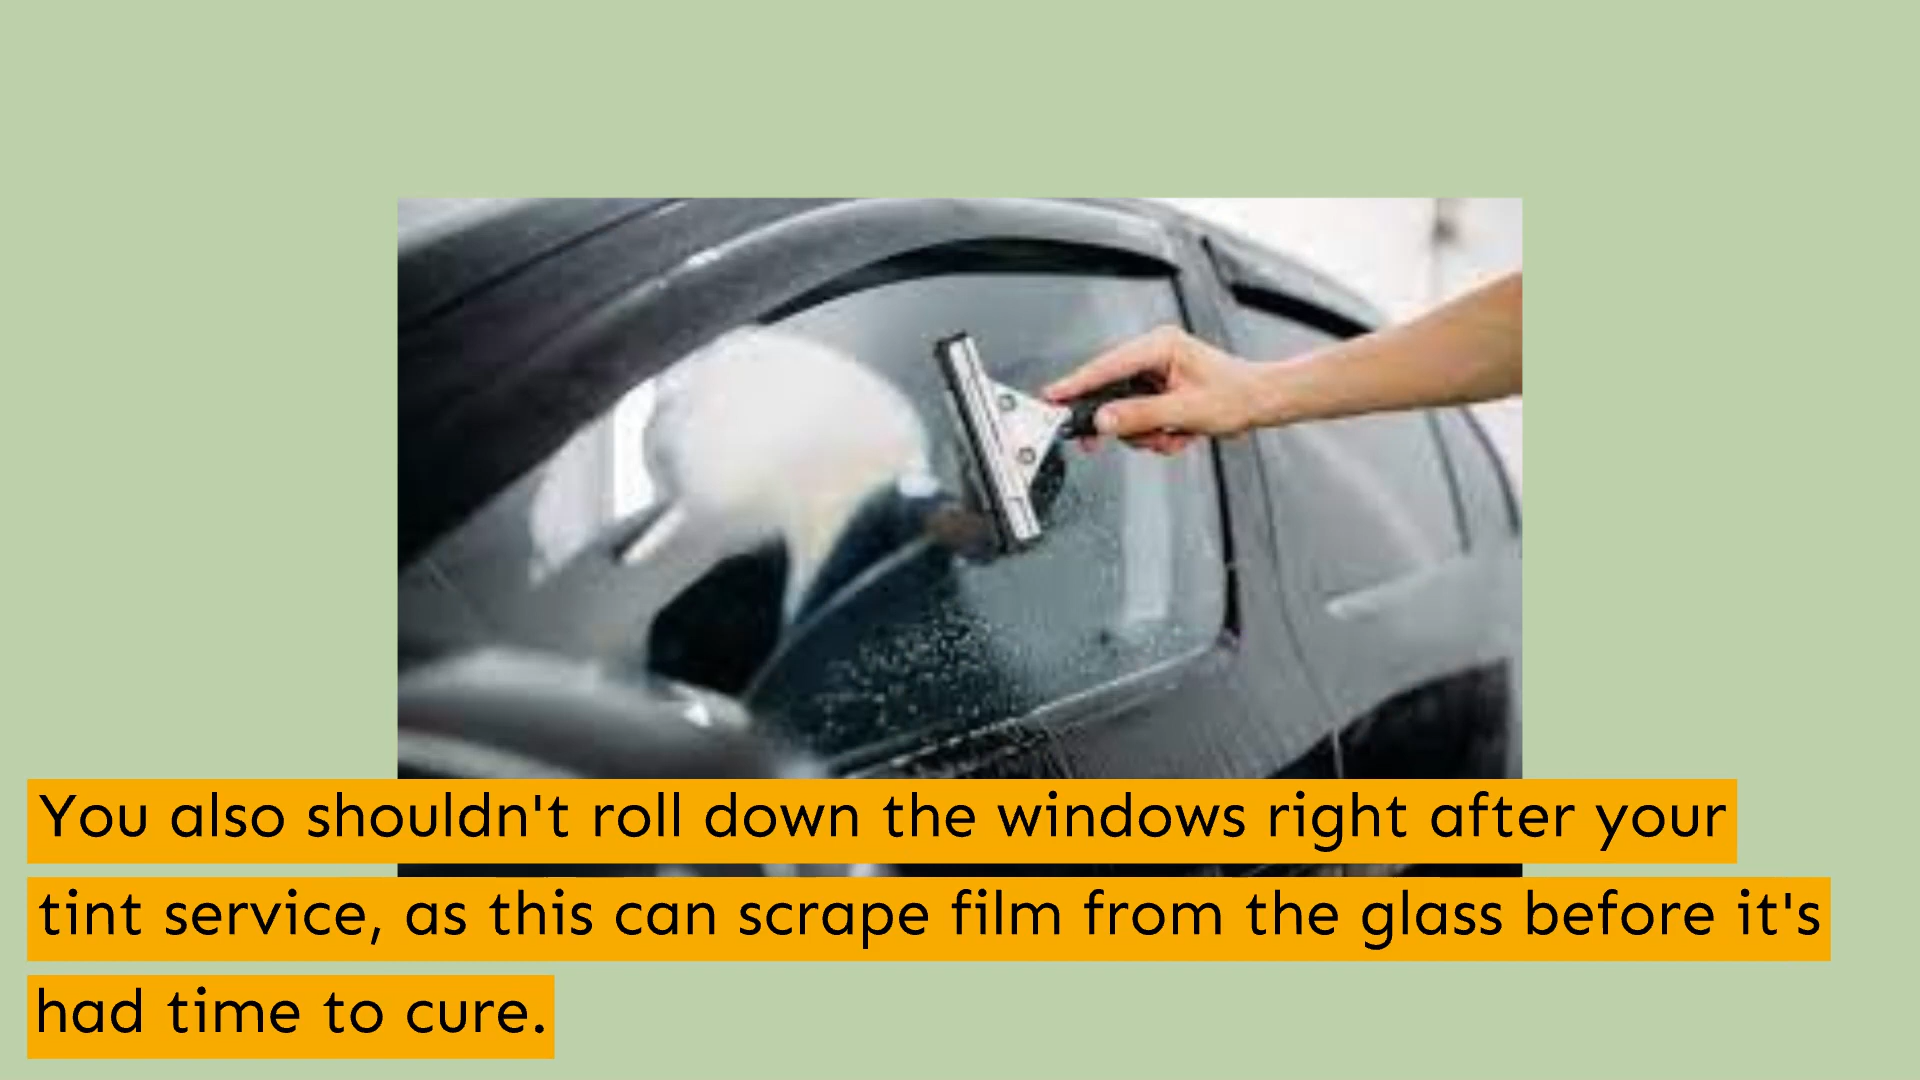 You also shouldn't roll down the windows right after your
tint service, as this can scrape film from the glass before it's
had time to cure.